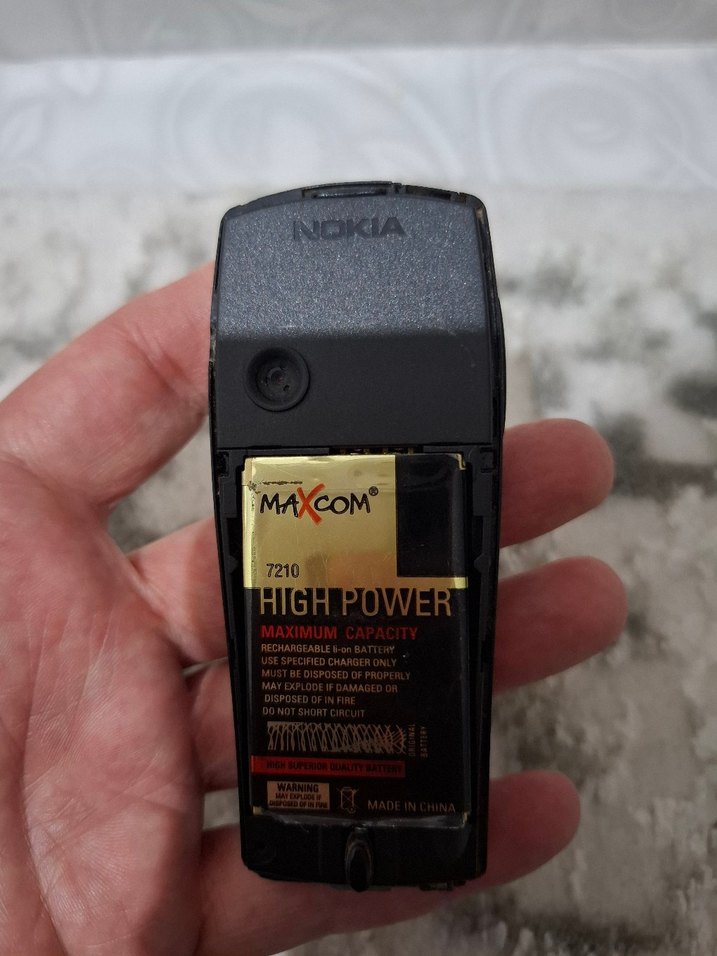 NOKIA
MAXCOM®
7210
HIGH POWER
MAXIMUM CAPACITY
RECHARGEABLE li-on BATTERY
USE SPECIFIED CHARGER ONLY
MUST BE DISPOSED OF PROPERLY
MAY EXPLODE IF DAMAGED OR
DISPOSED OF IN FIRE
DO NOT SHORT CIRCUIT
ORIGINAL
BATTERY
HIGH SUPERIOR QUALITY BATTERY
WARNING
MAY EXPLODE IF
DISPOSED OF IN FIRE
MADE IN CHINA